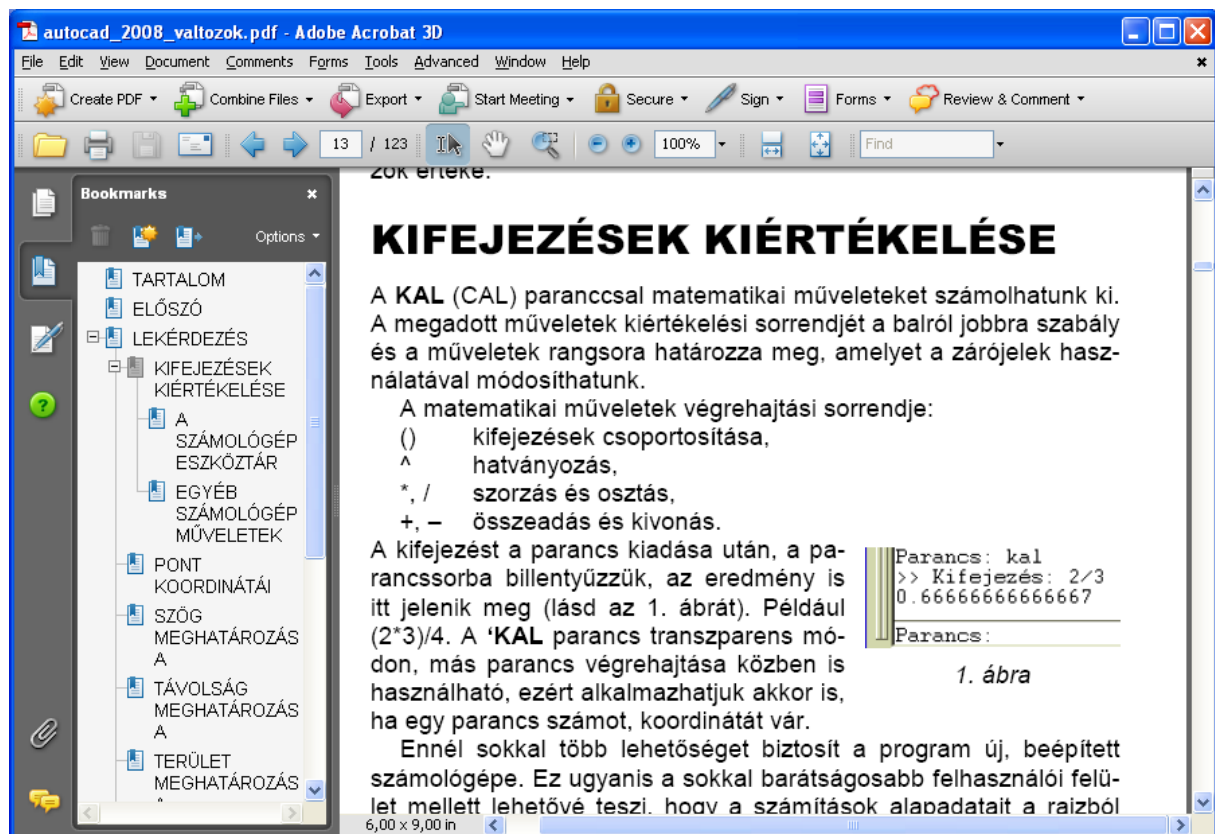 autocad_2008_valtozok.pdf - Adobe Acrobat 3D
File Edit View Document Comments Forms Tools Advanced Window Help
Create PDF Combine Files Export Start Meeting Secure Sign Forms Review & Comment
13 / 123 100% Find
Bookmarks
Options
TARTALOM
ELŐSZÓ
LEKÉRDEZÉS
KIFEJEZÉSEK
KIÉRTÉKELÉSE
A
SZÁMOLÓGÉP
ESZKÖZTÁR
EGYÉB
SZÁMOLÓGÉP
MŰVELETEK
PONT
KOORDINÁTÁI
SZÖG
MEGHATÁROZÁS
A
TÁVOLSÁG
MEGHATÁROZÁS
A
TERÜLET
MEGHATÁROZÁS
zók értéke.
KIFEJEZÉSEK KIÉRTÉKELÉSE
A KAL (CAL) paranccsal matematikai műveleteket számolhatunk ki.
A megadott műveletek kiértékelési sorrendjét a balról jobbra szabály
és a műveletek rangsora határozza meg, amelyet a zárójelek hasz-
nálatával módosíthatunk.
A matematikai műveletek végrehajtási sorrendje:
() kifejezések csoportosítása,
^ hatványozás,
*, / szorzás és osztás,
+, – összeadás és kivonás.
A kifejezést a parancs kiadása után, a pa-
rancssorba billentyűzzük, az eredmény is
itt jelenik meg (lásd az 1. ábrát). Például
(2*3)/4. A ‘KAL parancs transzparens mó-
don, más parancs végrehajtása közben is
használható, ezért alkalmazhatjuk akkor is,
ha egy parancs számot, koordinátát vár.
Parancs: kal
>> Kifejezés: 2/3
0.66666666666667
Parancs:
1. ábra
Ennél sokkal több lehetőséget biztosít a program új, beépített
számológépe. Ez ugyanis a sokkal barátságosabb felhasználói felü-
let mellett lehetővé teszi, hogy a számítások alapadatait a rajzból
6,00 x 9,00 in